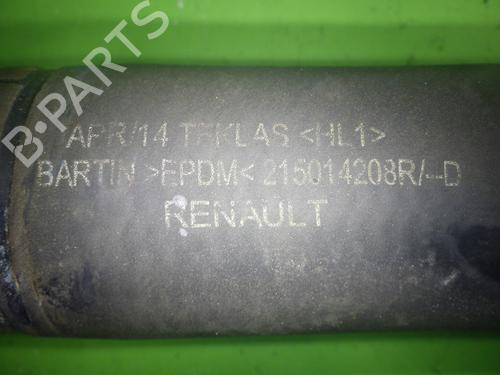 B-PARTS
APR/14 TEKLAS <HL1>
BARTIN >EPDM< 215014208R/--D
RENAULT